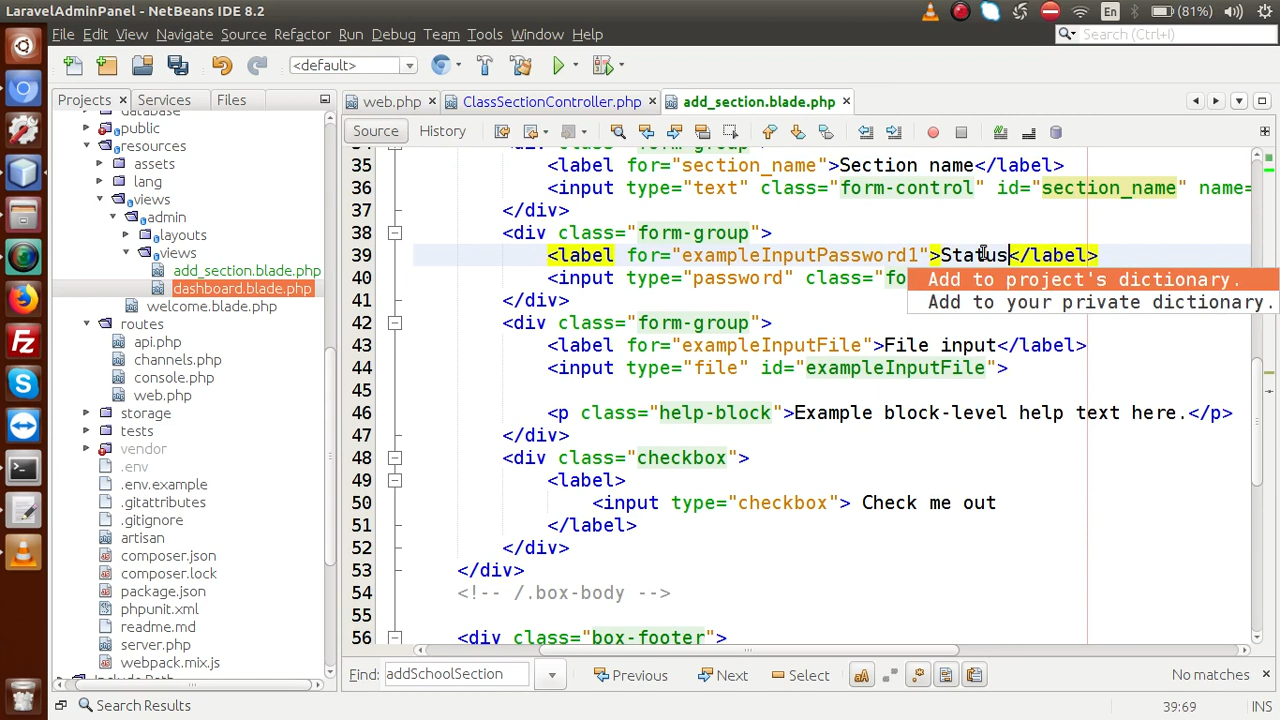 LaravelAdminPanel - NetBeans IDE 8.2
En
(81%)
File Edit View Navigate Source Refactor Run Debug Team Tools Window Help
Search (Ctrl+I)
<default>
Projects Services Files
web.php ClassSectionController.php add_section.blade.php
Source History
database
public
resources
assets
lang
views
admin
layouts
views
add_section.blade.php
dashboard.blade.php
welcome.blade.php
routes
api.php
channels.php
console.php
web.php
storage
tests
vendor
.env
.env.example
.gitattributes
.gitignore
artisan
composer.json
composer.lock
package.json
phpunit.xml
readme.md
server.php
webpack.mix.js
Include Path
34 <div class="form-group">
35 <label for="section_name">Section name</label>
36 <input type="text" class="form-control" id="section_name" name=
37 </div>
38 <div class="form-group">
39 <label for="exampleInputPassword1">Status</label>
40 <input type="password" class="fo
Add to project's dictionary.
Add to your private dictionary.
41 </div>
42 <div class="form-group">
43 <label for="exampleInputFile">File input</label>
44 <input type="file" id="exampleInputFile">
45
46 <p class="help-block">Example block-level help text here.</p>
47 </div>
48 <div class="checkbox">
49 <label>
50 <input type="checkbox"> Check me out
51 </label>
52 </div>
53 </div>
54 <!-- /.box-body -->
55
56 <div class="box-footer">
Find: addSchoolSection Previous Next Select aA No matches
Search Results
39:69 INS